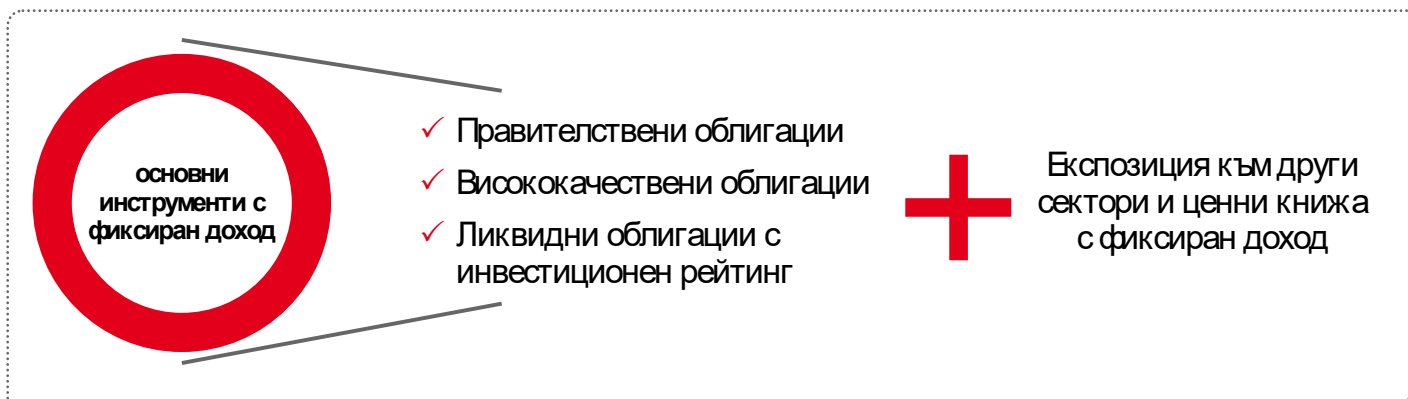 основни
инструменти с
фиксиран доход
✓ Правителствени облигации
✓ Висококачествени облигации
✓ Ликвидни облигации с
инвестиционен рейтинг
Експозиция към други
сектори и ценни книжа
с фиксиран доход